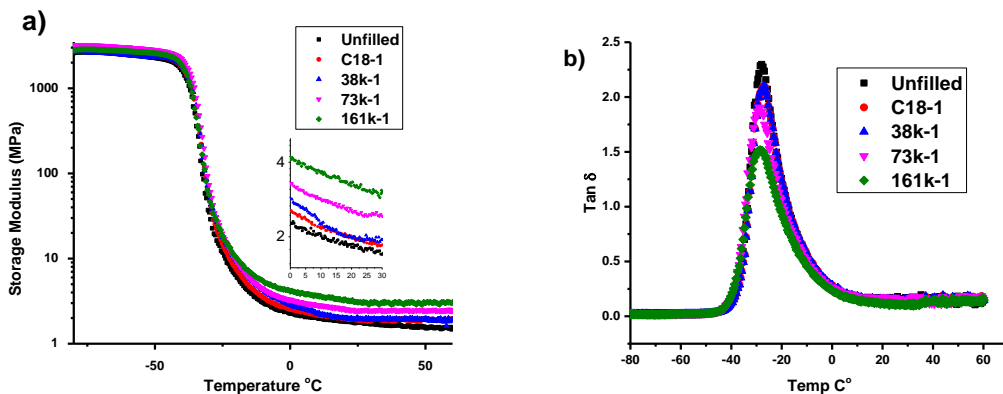 a)
Unfilled
C18-1
38k-1
73k-1
161k-1
1000
100
10
1
Storage Modulus (MPa)
-50
0
50
Temperature °C
4
2
0 5 10 15 20 25 30
b)
Unfilled
C18-1
38k-1
73k-1
161k-1
2.5
2.0
1.5
1.0
0.5
0.0
Tan δ
-80 -60 -40 -20 0 20 40 60
Temp C°